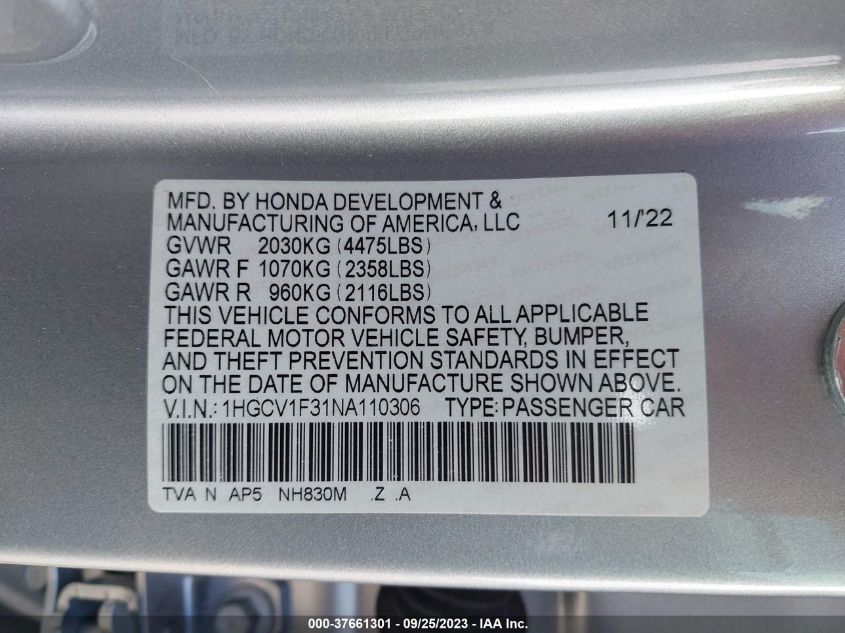 MFD. BY HONDA DEVELOPMENT &
MANUFACTURING OF AMERICA, LLC 11/'22
GVWR 2030KG (4475LBS)
GAWR F 1070KG (2358LBS)
GAWR R 960KG (2116LBS)
THIS VEHICLE CONFORMS TO ALL APPLICABLE
FEDERAL MOTOR VEHICLE SAFETY, BUMPER,
AND THEFT PREVENTION STANDARDS IN EFFECT
ON THE DATE OF MANUFACTURE SHOWN ABOVE.
V.I.N.: 1HGCV1F31NA110306 TYPE: PASSENGER CAR
TVA N AP5 NH830M .Z .A
000-37661301 - 09/25/2023 - IAA Inc.